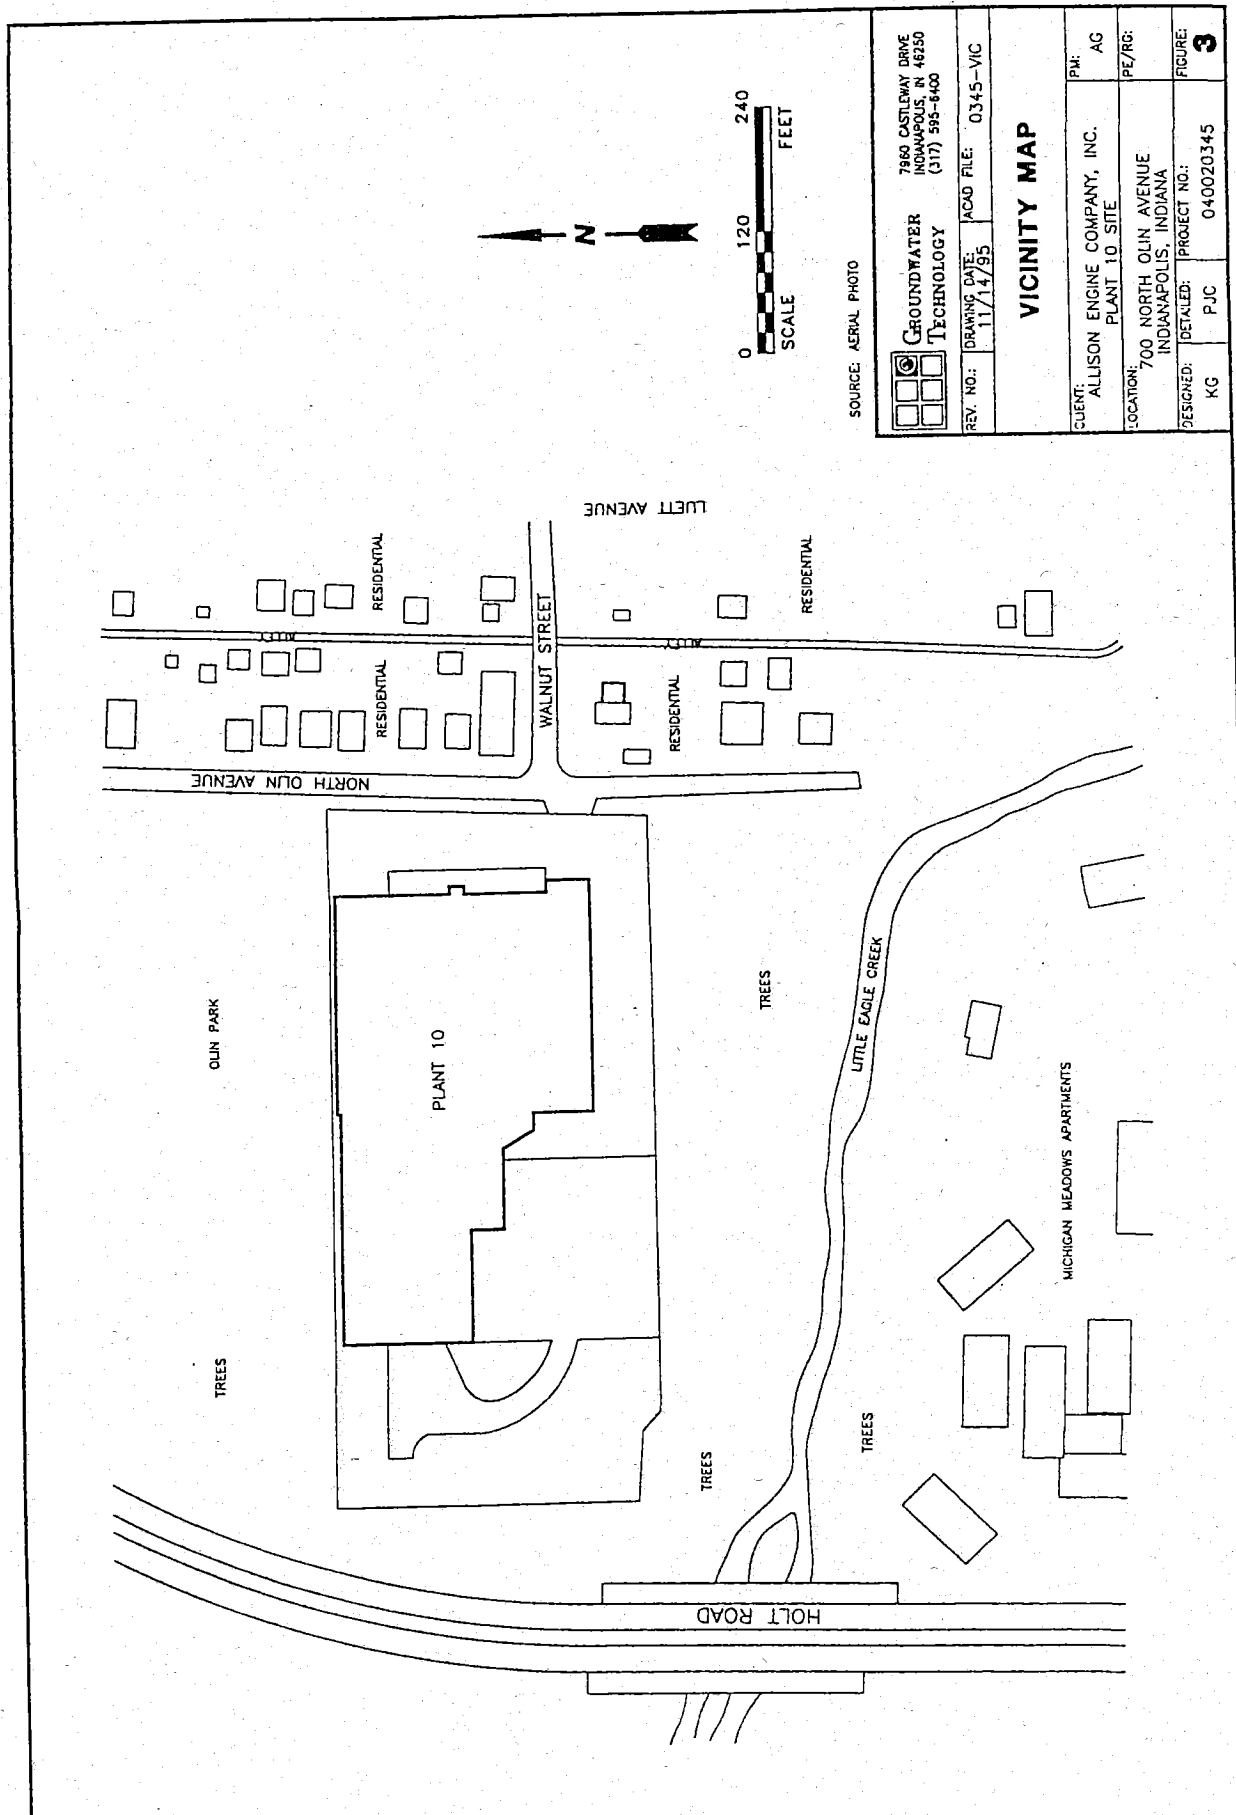 LUETT AVENUE
RESIDENTIAL
RESIDENTIAL
ALLEY
ALLEY
WALNUT STREET
RESIDENTIAL
RESIDENTIAL
NORTH OLIN AVENUE
OLIN PARK
PLANT 10
TREES
LITTLE EAGLE CREEK
MICHIGAN MEADOWS APARTMENTS
TREES
TREES
TREES
HOLT ROAD
N
0 120 240
SCALE FEET
SOURCE: AERIAL PHOTO
GROUNDWATER
TECHNOLOGY
7960 CASTLEWAY DRIVE
INDIANAPOLIS, IN 46250
(317) 595-6400
REV. NO.:
DRAWING DATE:
11/14/95
ACAD FILE:
0345-VIC
VICINITY MAP
CLIENT:
ALLISON ENGINE COMPANY, INC.
PLANT 10 SITE
PM:
AG
LOCATION:
700 NORTH OLIN AVENUE
INDIANAPOLIS, INDIANA
PE/RG:
DESIGNED:
KG
DETAILED:
PJC
PROJECT NO.:
040020345
FIGURE:
3